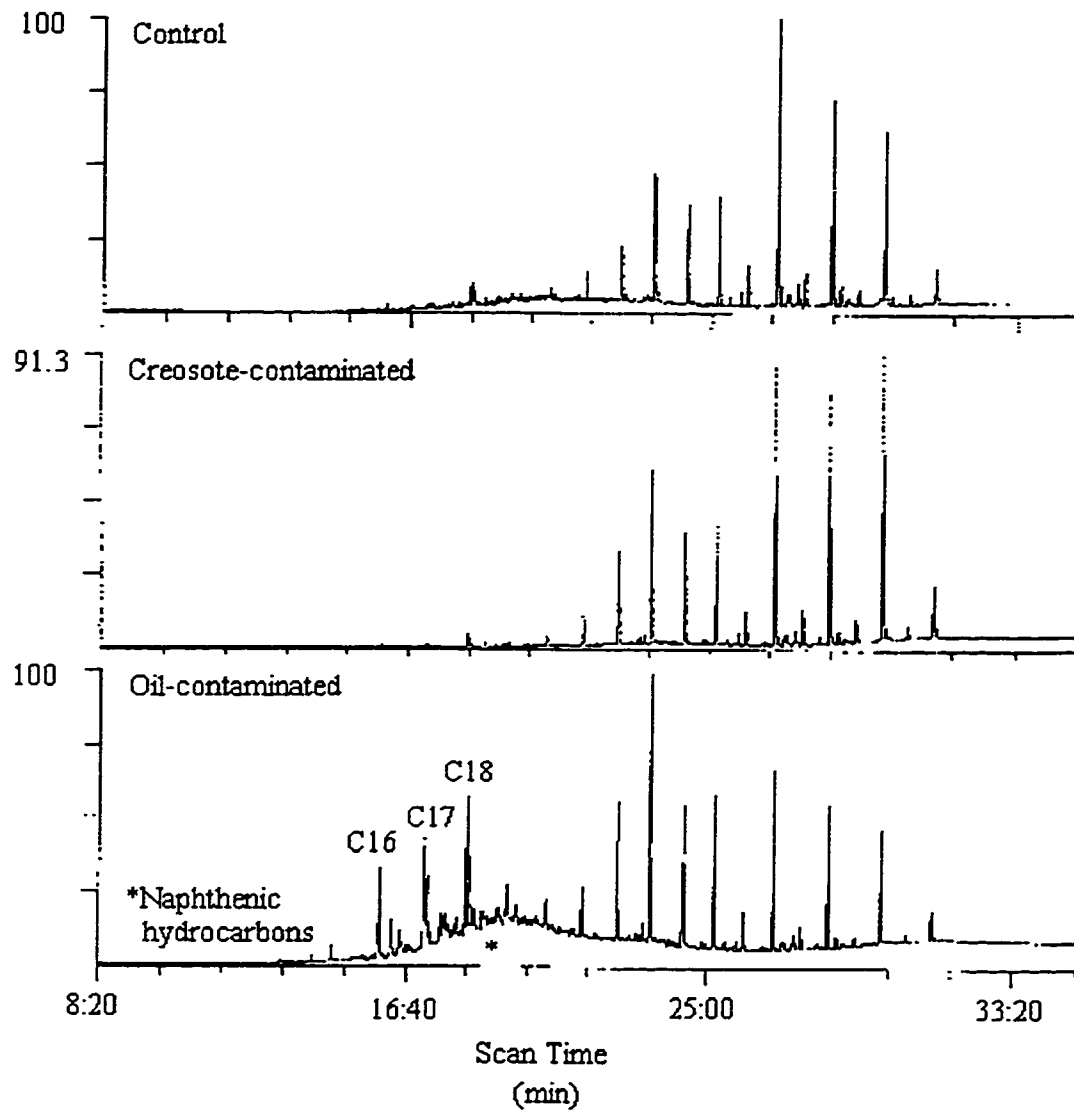 100
Control
91.3
Creosote-contaminated
100
Oil-contaminated
C18
C17
C16
*Naphthenic
hydrocarbons
*
8:20
16:40
25:00
33:20
Scan Time
(min)